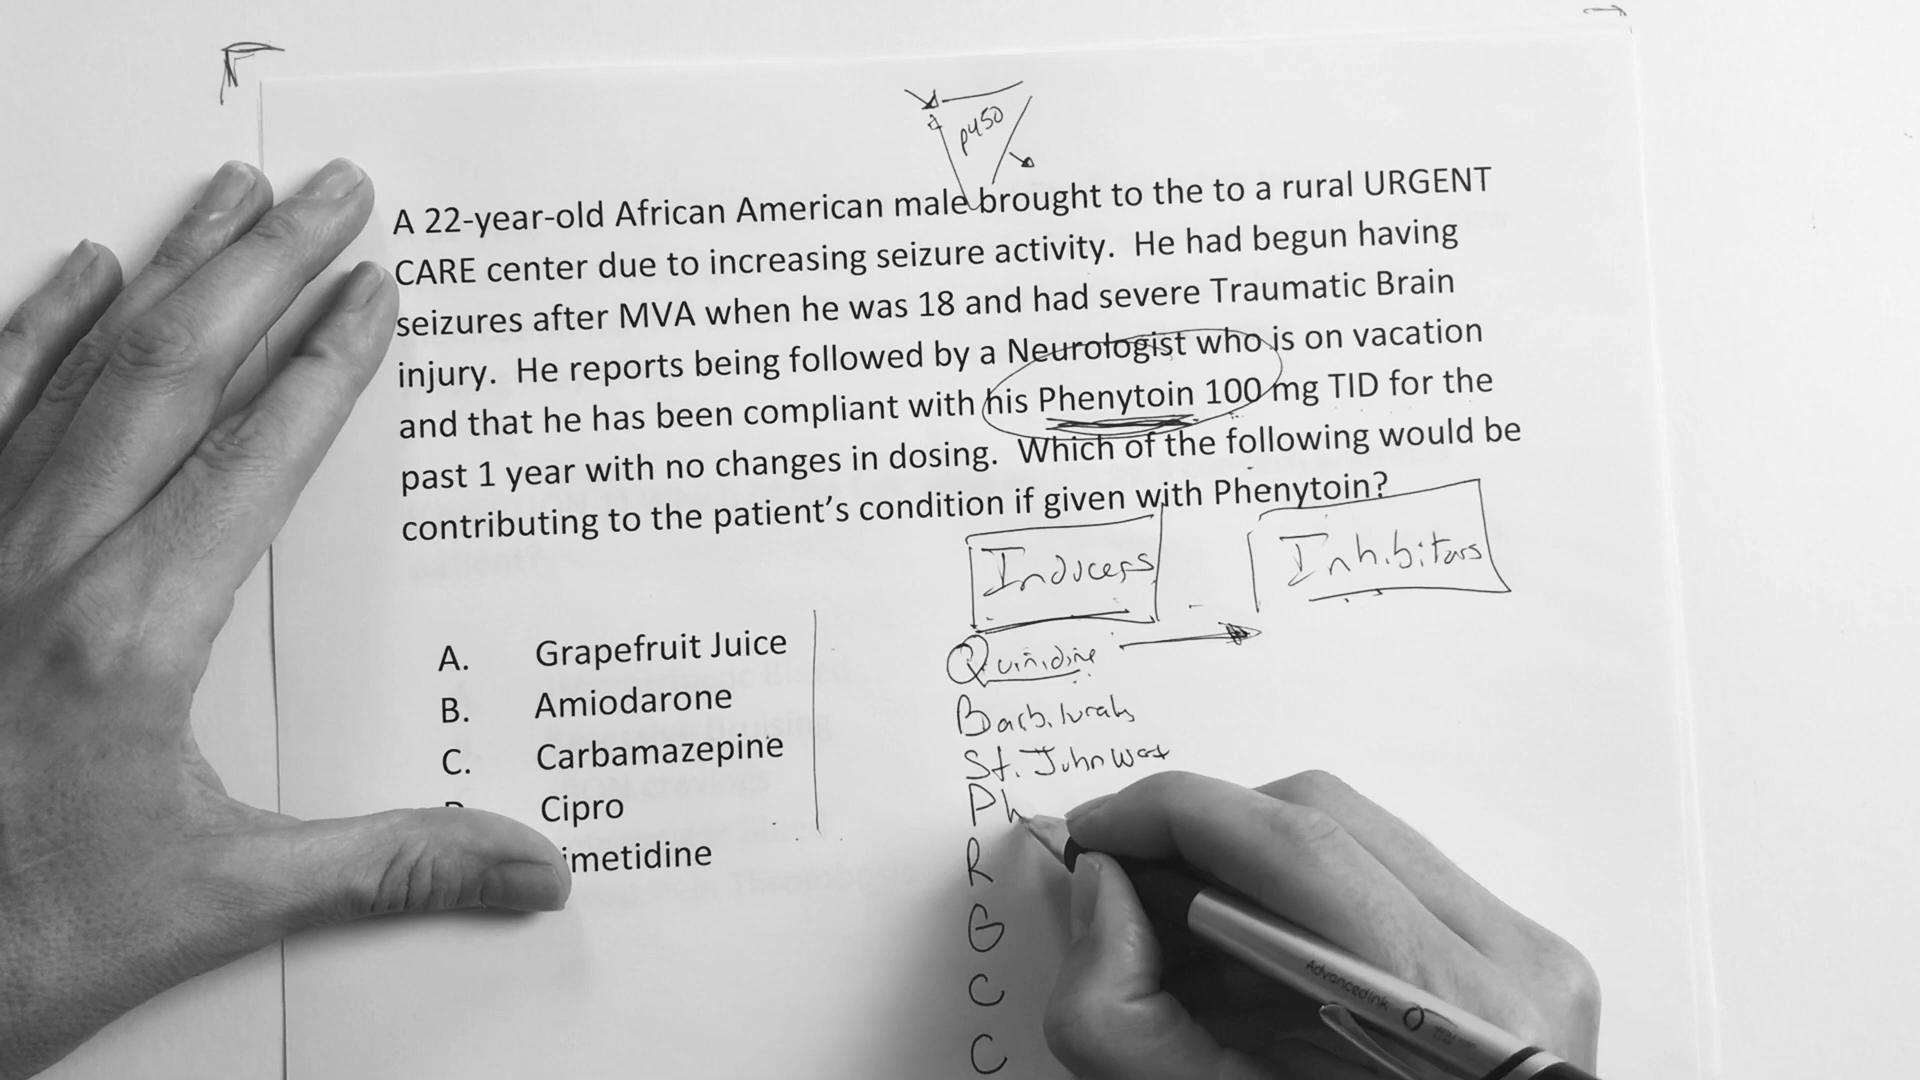 p450
A 22-year-old African American male brought to the to a rural URGENT
CARE center due to increasing seizure activity. He had begun having
seizures after MVA when he was 18 and had severe Traumatic Brain
injury. He reports being followed by a Neurologist who is on vacation
and that he has been compliant with his Phenytoin 100 mg TID for the
past 1 year with no changes in dosing. Which of the following would be
contributing to the patient's condition if given with Phenytoin?
Inducers
Inhibitors
A. Grapefruit Juice
B. Amiodarone
C. Carbamazepine
Cipro
imetidine
Quinidine
St. John
Ph
R
G
C
C
AdvancedInk